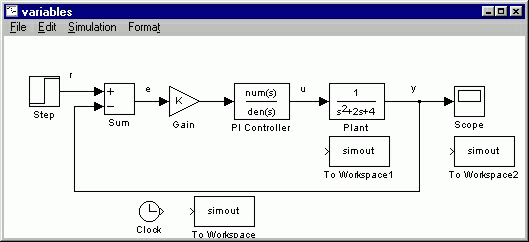 variables
File Edit Simulation Format
r
e
u
y
+
−
K
num(s)
den(s)
1
s²+2s+4
Step
Sum
Gain
PI Controller
Plant
Scope
simout
To Workspace1
simout
To Workspace2
Clock
simout
To Workspace